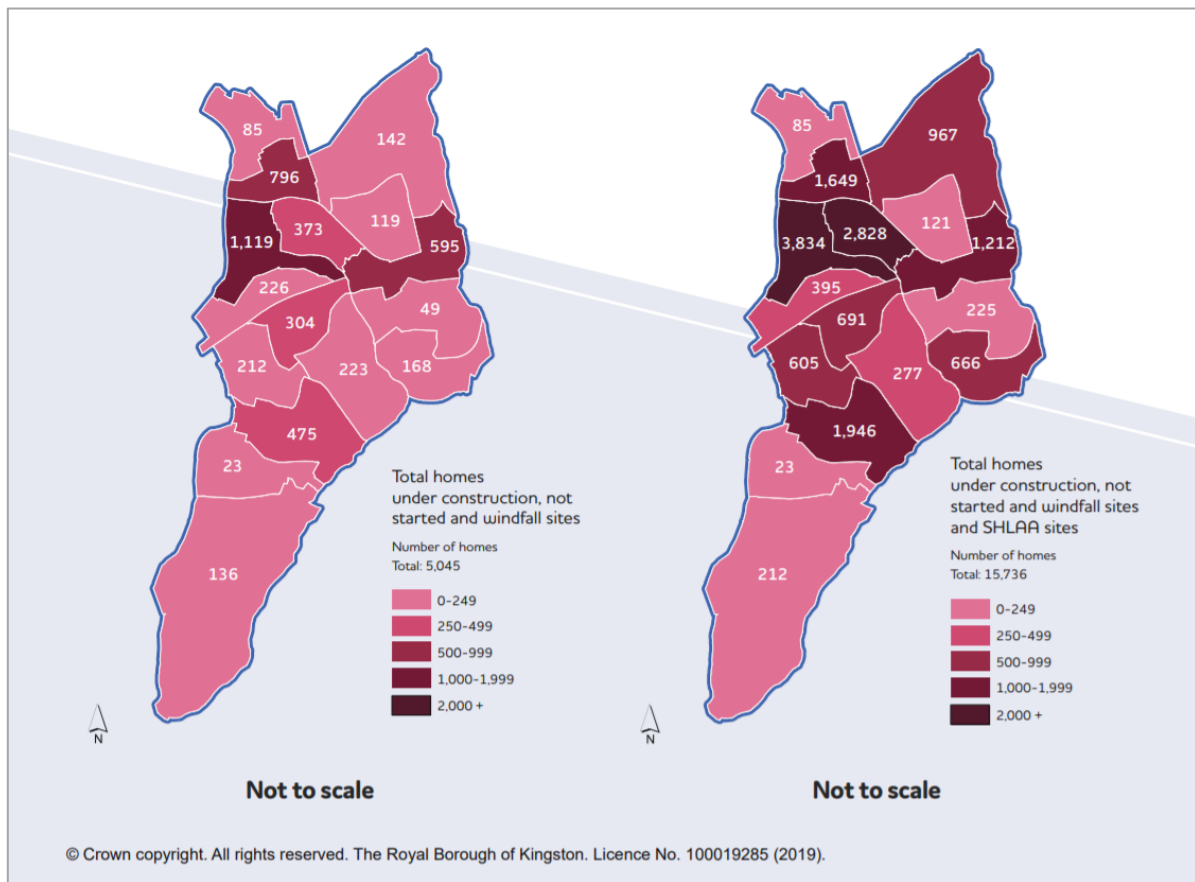 85
142
796
119
373
1,119
595
226
49
304
212
223
168
475
23
136
Total homes
under construction, not
started and windfall sites
Number of homes
Total: 5,045
0-249
250-499
500-999
1,000-1,999
2,000 +
N
Not to scale
85
967
1,649
121
2,828
3,834
1,212
395
225
691
605
277
666
1,946
23
212
Total homes
under construction, not
started and windfall sites
and SHLAA sites
Number of homes
Total: 15,736
0-249
250-499
500-999
1,000-1,999
2,000 +
N
Not to scale
© Crown copyright. All rights reserved. The Royal Borough of Kingston. Licence No. 100019285 (2019).